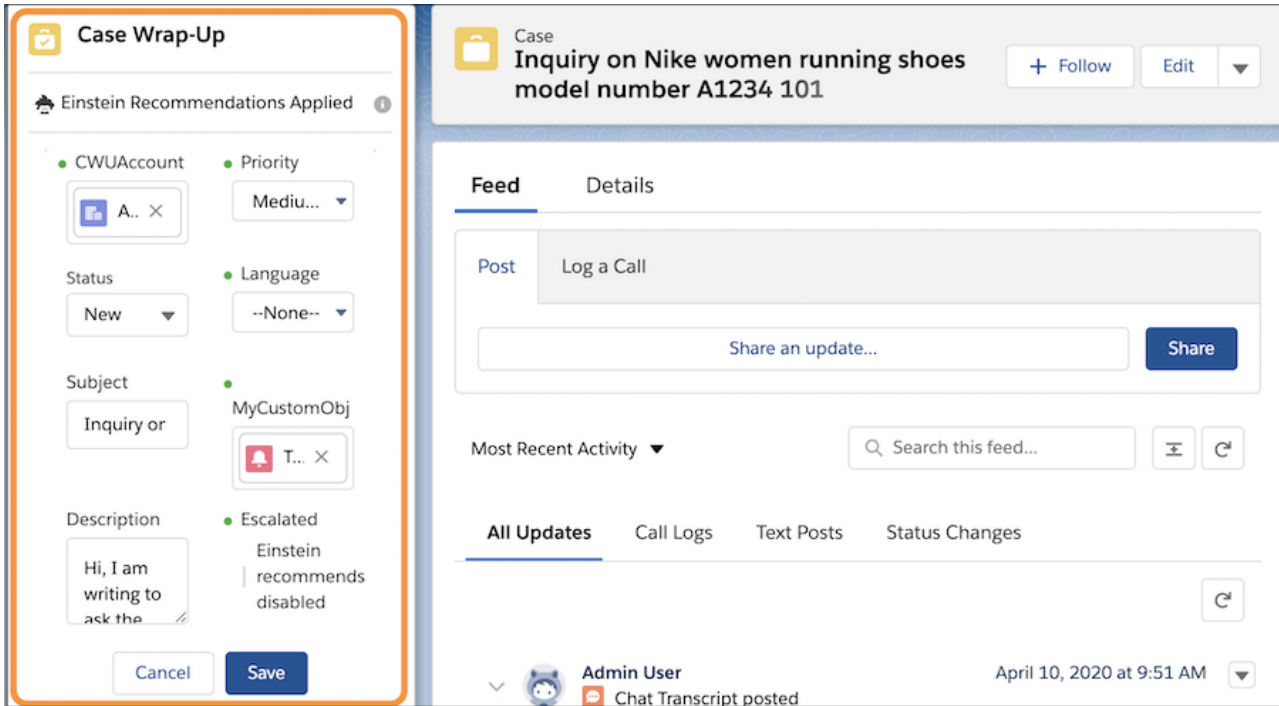 Case Wrap-Up
Einstein Recommendations Applied
CWUAccount
Priority
A..
Mediu...
Status
Language
New
--None--
Subject
MyCustomObj
Inquiry or
T...
Description
Escalated
Hi, I am
writing to
ask the
Einstein
recommends
disabled
Cancel
Save
Case
Inquiry on Nike women running shoes
model number A1234 101
+ Follow
Edit
Feed
Details
Post
Log a Call
Share an update...
Share
Most Recent Activity
Search this feed...
All Updates
Call Logs
Text Posts
Status Changes
Admin User
April 10, 2020 at 9:51 AM
Chat Transcript posted